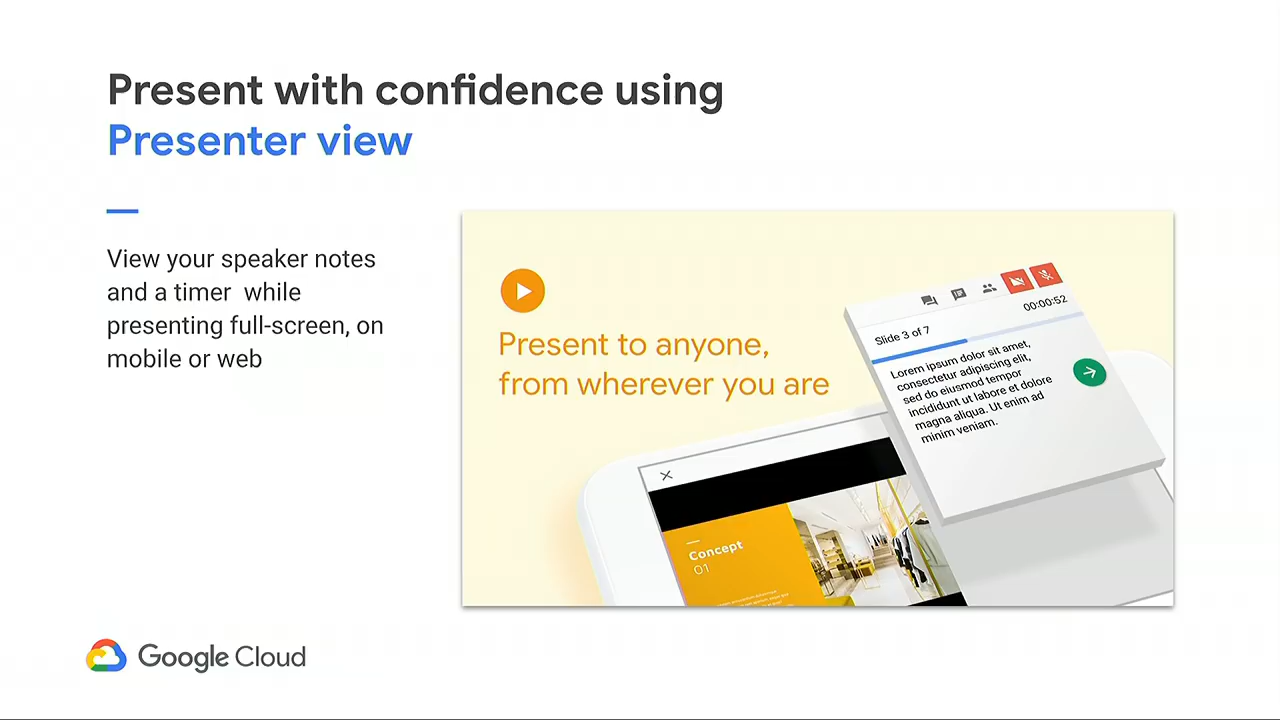 Present with confidence using
Presenter view
View your speaker notes
and a timer while
presenting full-screen, on
mobile or web
Present to anyone,
from wherever you are
00:00:52
Slide 3 of 7
Lorem ipsum dolor sit amet,
consectetur adipiscing elit,
sed do eiusmod tempor
incididunt ut labore et dolore
magna aliqua. Ut enim ad
minim veniam.
Concept
01
Google Cloud